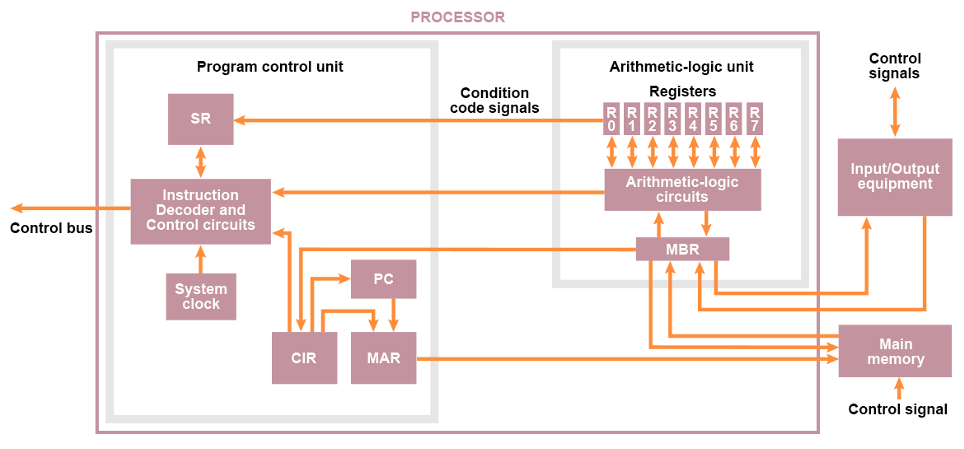 PROCESSOR
Program control unit
Arithmetic-logic unit
Control
signals
Registers
Condition
code signals
SR
R R R R R R R R
0 1 2 3 4 5 6 7
Input/Output
equipment
Instruction
Decoder and
Control circuits
Arithmetic-logic
circuits
Control bus
MBR
System
clock
PC
CIR
MAR
Main
memory
Control signal